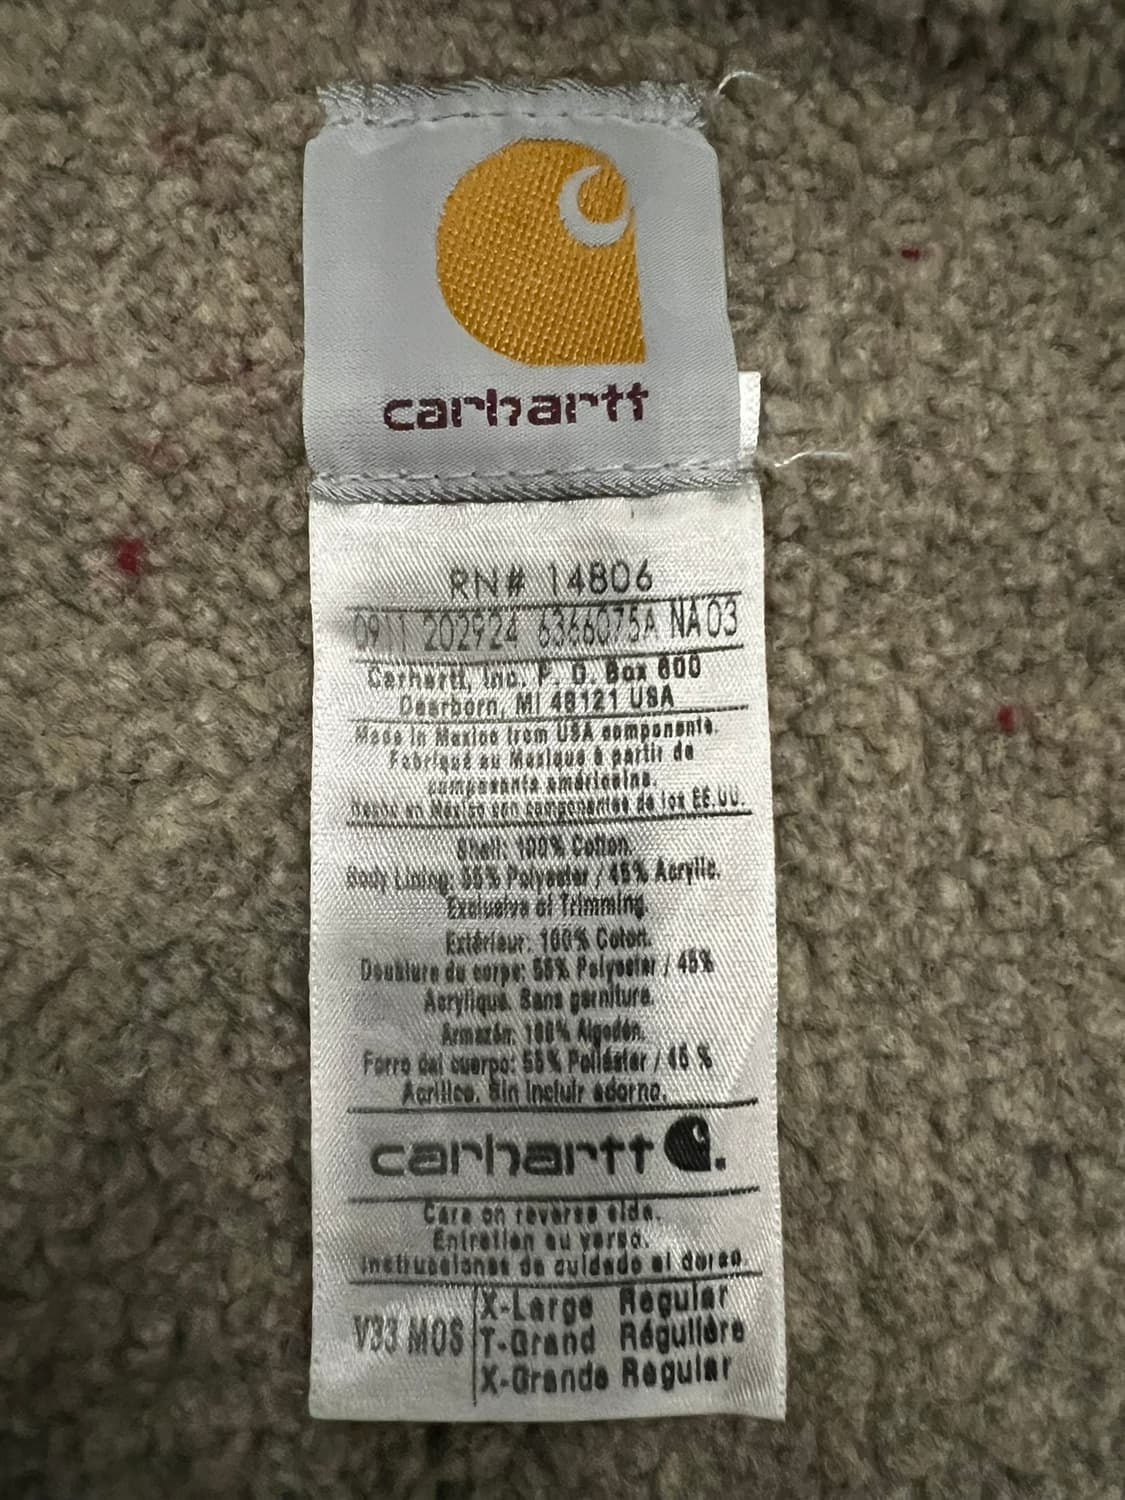 carhartt
RN# 14806
0911 202924 6366075A NA 03
Carhartt, Inc. P. O. Box 600
Dearborn, MI 48121 USA
Made in Mexico from USA components.
Fabriqué au Mexique à partir de
composants américains.
Hecho en México con componentes de los EE.UU.
Shell: 100% Cotton.
Body Lining: 55% Polyester / 45% Acrylic.
Exclusive of Trimming.
Extérieur: 100% Coton.
Doublure du corps: 55% Polyester / 45%
Acrylique. Sans garniture.
Armazón: 100% Algodón.
Forro del cuerpo: 55% Poliéster / 45 %
Acrílico. Sin incluir adorno.
carhartt
Care on reverse side.
Entretien au verso.
Instrucciones de cuidado al dorso.
V33 MOS
X-Large Regular
T-Grand Régulière
X-Grande Regular